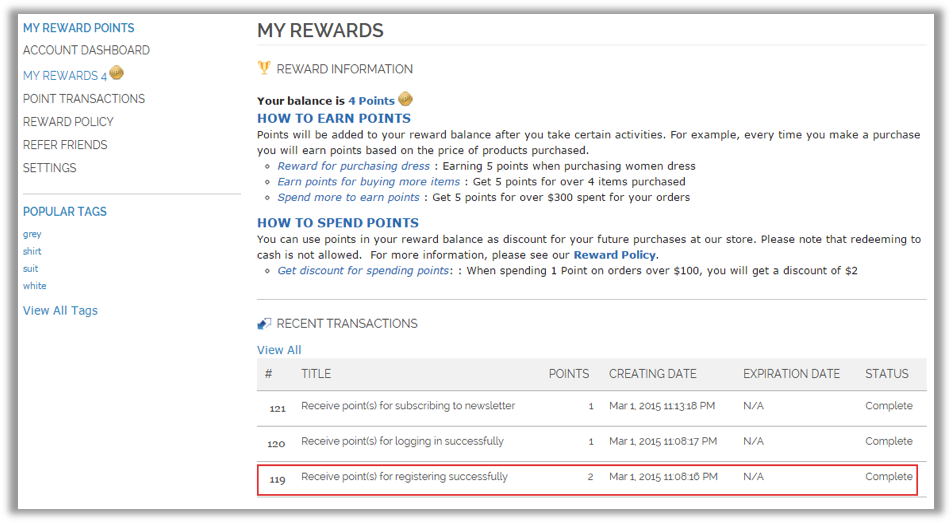 MY REWARD POINTS
ACCOUNT DASHBOARD
MY REWARDS 4
POINT TRANSACTIONS
REWARD POLICY
REFER FRIENDS
SETTINGS
POPULAR TAGS
grey
shirt
suit
white
View All Tags
MY REWARDS
REWARD INFORMATION
Your balance is 4 Points
HOW TO EARN POINTS
Points will be added to your reward balance after you take certain activities. For example, every time you make a purchase
you will earn points based on the price of products purchased.
Reward for purchasing dress : Earning 5 points when purchasing women dress
Earn points for buying more items : Get 5 points for over 4 items purchased
Spend more to earn points : Get 5 points for over $300 spent for your orders
HOW TO SPEND POINTS
You can use points in your reward balance as discount for your future purchases at our store. Please note that redeeming to
cash is not allowed. For more information, please see our Reward Policy.
Get discount for spending points: : When spending 1 Point on orders over $100, you will get a discount of $2
RECENT TRANSACTIONS
View All
# TITLE POINTS CREATING DATE EXPIRATION DATE STATUS
121 Receive point(s) for subscribing to newsletter 1 Mar 1, 2015 11:13:18 PM N/A Complete
120 Receive point(s) for logging in successfully 1 Mar 1, 2015 11:08:17 PM N/A Complete
119 Receive point(s) for registering successfully 2 Mar 1, 2015 11:08:16 PM N/A Complete